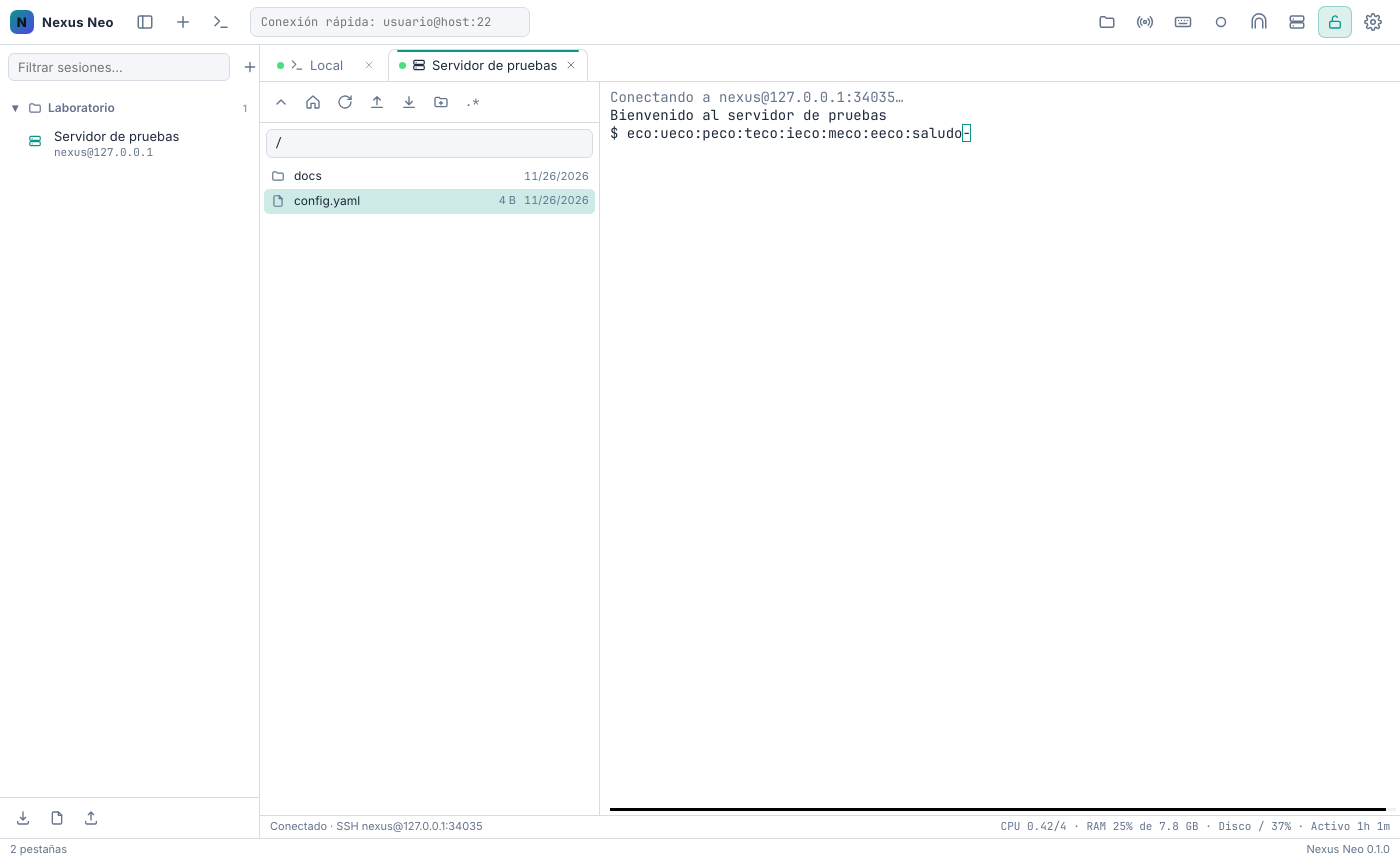 N Nexus Neo
Conexión rápida: usuario@host:22
Filtrar sesiones...
Local
Servidor de pruebas
Laboratorio 1
Servidor de pruebas
nexus@127.0.0.1
.*
/
docs 11/26/2026
config.yaml 4 B 11/26/2026
Conectando a nexus@127.0.0.1:34035…
Bienvenido al servidor de pruebas
$ eco:ueco:peco:teco:ieco:meco:eeco:saludo-
Conectado · SSH nexus@127.0.0.1:34035
CPU 0.42/4 · RAM 25% de 7.8 GB · Disco / 37% · Activo 1h 1m
2 pestañas
Nexus Neo 0.1.0